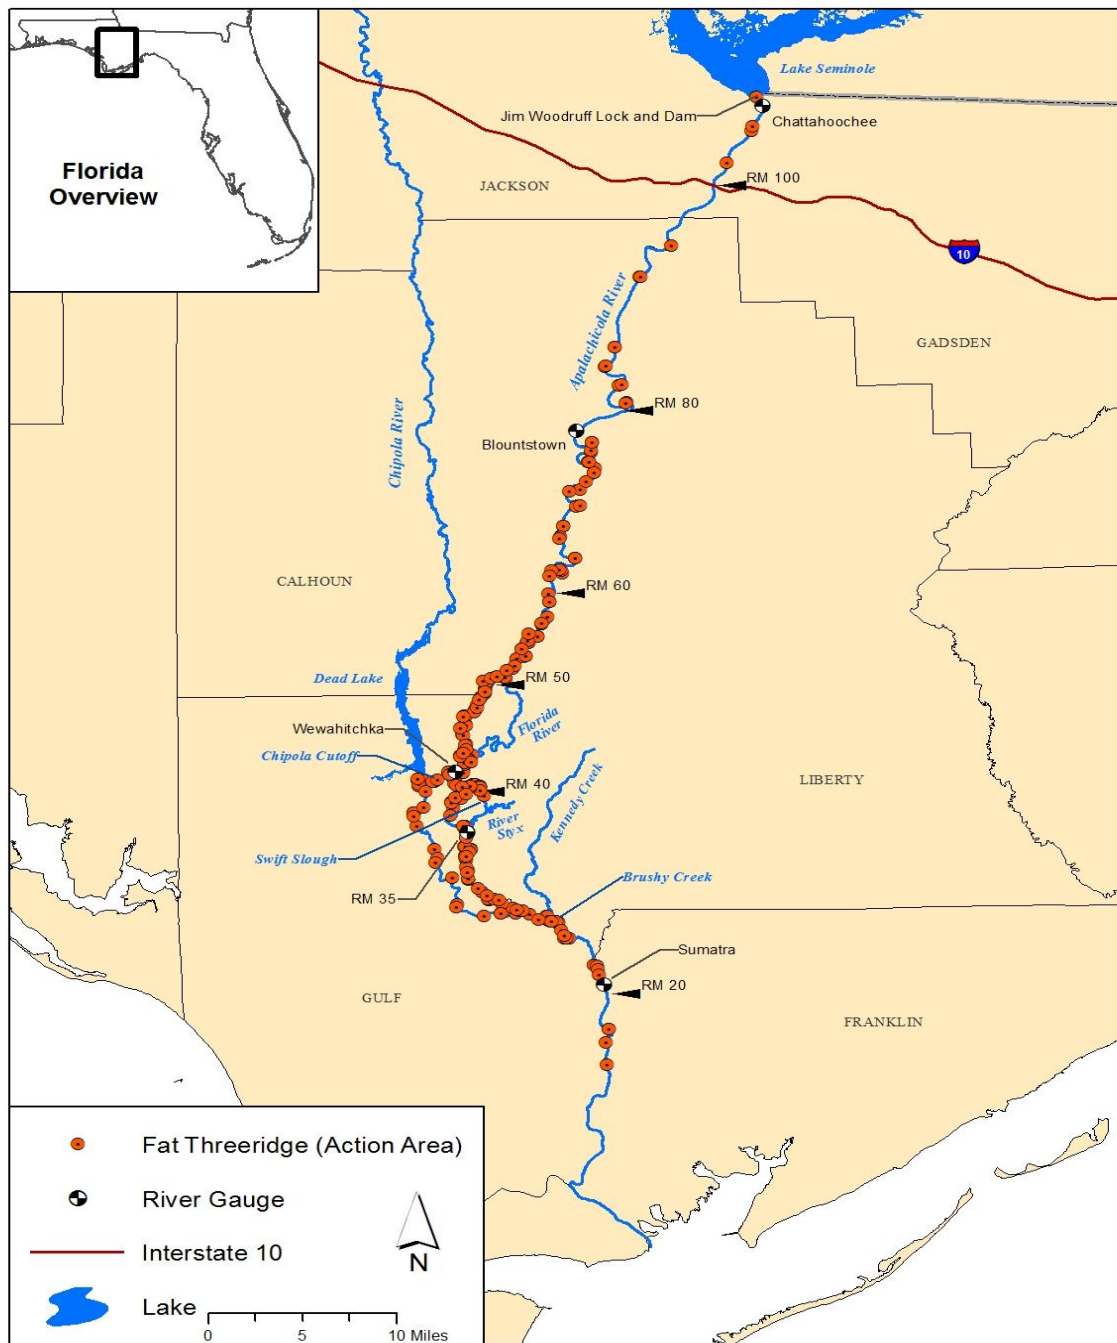 Florida
Overview
Lake Seminole
Jim Woodruff Lock and Dam
Chattahoochee
JACKSON
RM 100
10
Apalachicola River
GADSDEN
Chipola River
RM 80
Blountstown
CALHOUN
RM 60
Dead Lake
RM 50
Wewahitchka
Florida
River
Chipola Cutoff
RM 40
LIBERTY
Kennedy Creek
River
Styx
Swift Slough
Brushy Creek
RM 35
Sumatra
RM 20
GULF
FRANKLIN
Fat Threeridge (Action Area)
River Gauge
Interstate 10
Lake
N
0 5 10 Miles